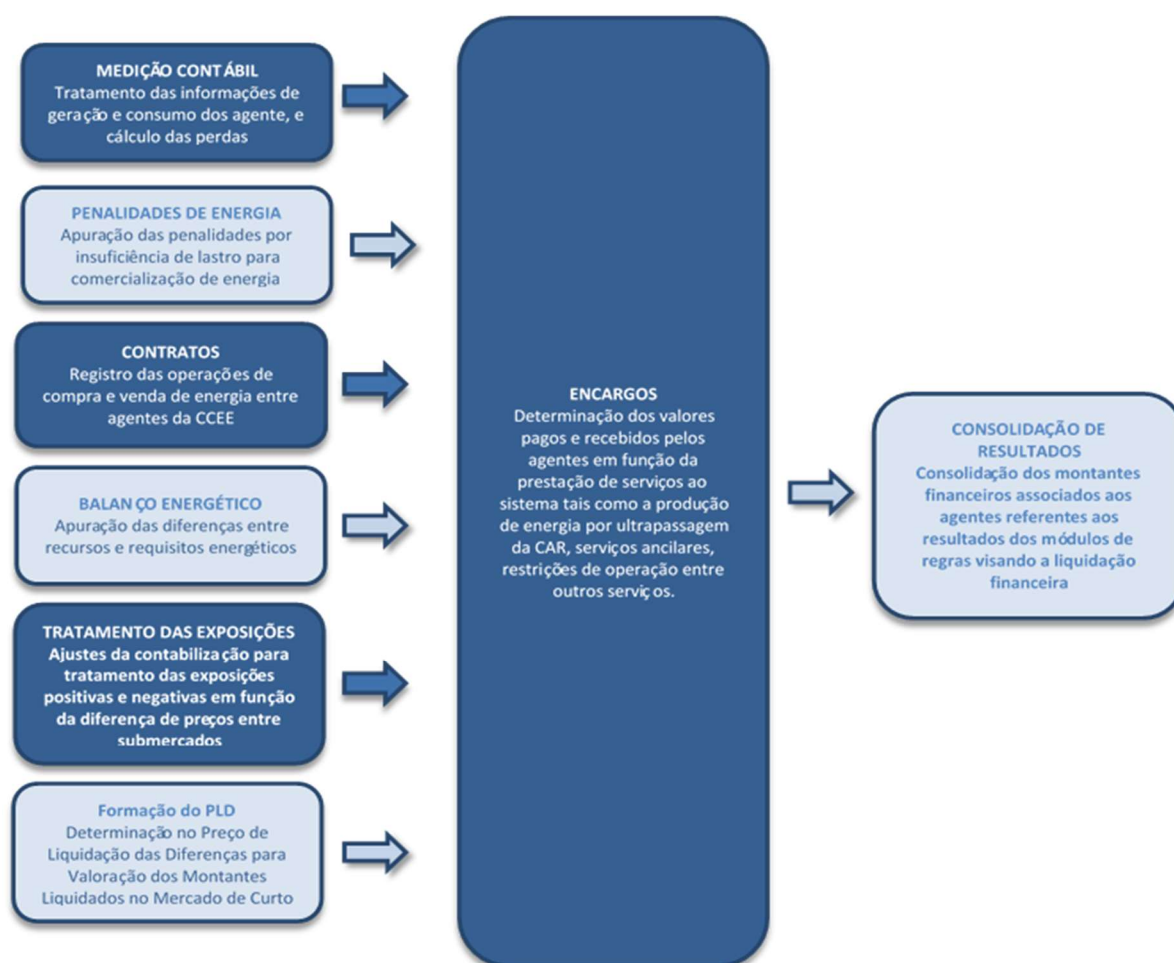 MEDIÇÃO CONTÁBIL
Tratamento das informações de
geração e consumo dos agente, e
cálculo das perdas
PENALIDADES DE ENERGIA
Apuração das penalidades por
insuficiência de lastro para
comercialização de energia
CONTRATOS
Registro das operações de
compra e venda de energia entre
agentes da CCEE
BALANÇO ENERGÉTICO
Apuração das diferenças entre
recursos e requisitos energéticos
TRATAMENTO DAS EXPOSIÇÕES
Ajustes da contabilização para
tratamento das exposições
positivas e negativas em função
da diferença de preços entre
submercados
Formação do PLD
Determinação no Preço de
Liquidação das Diferenças para
Valoração dos Montantes
Liquidados no Mercado de Curto
ENCARGOS
Determinação dos valores
pagos e recebidos pelos
agentes em função da
prestação de serviços ao
sistema tais como a produção
de energia por ultrapassagem
da CAR, serviços ancilares,
restrições de operação entre
outros serviços.
CONSOLIDAÇÃO DE
RESULTADOS
Consolidação dos montantes
financeiros associados aos
agentes referentes aos
resultados dos módulos de
regras visando a liquidação
financeira